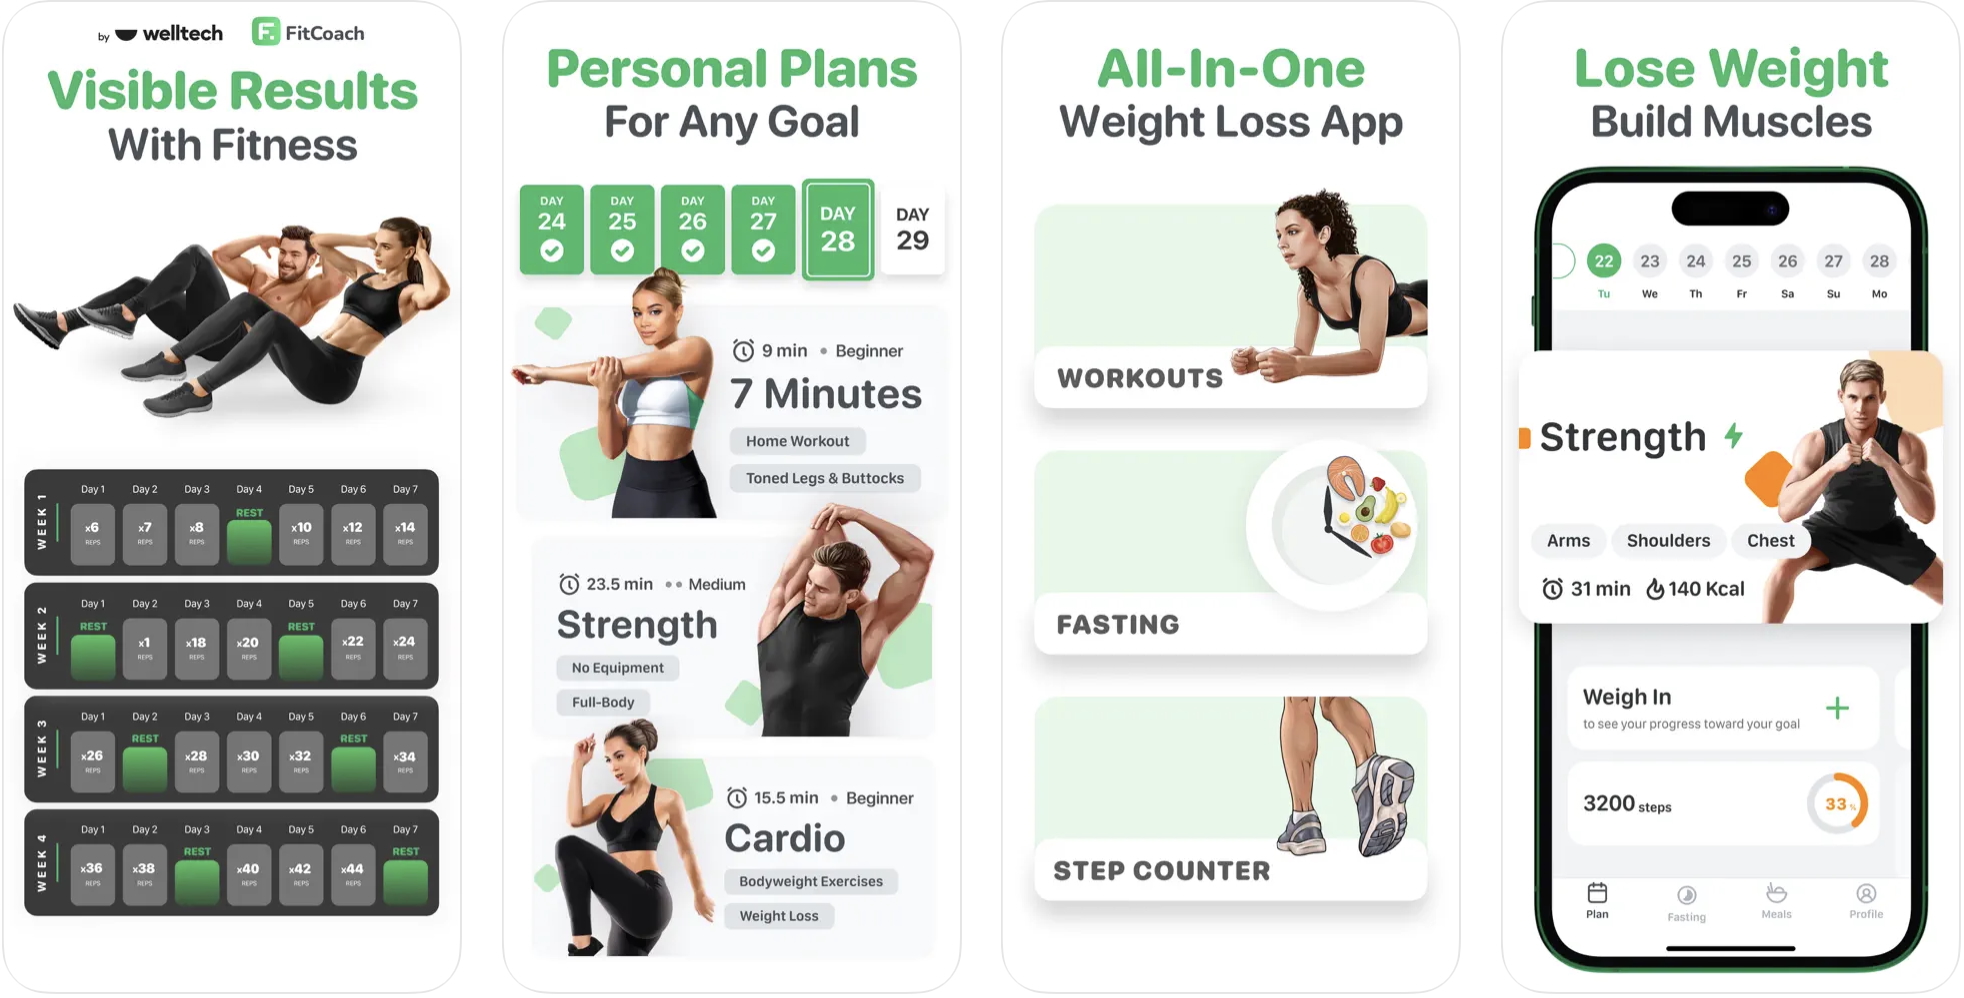 by welltech FitCoach
Visible Results
With Fitness
WEEK 1
Day 1 Day 2 Day 3 Day 4 Day 5 Day 6 Day 7
x6 REPS x7 REPS x8 REPS REST x10 REPS x12 REPS x14 REPS
WEEK 2
Day 1 Day 2 Day 3 Day 4 Day 5 Day 6 Day 7
REST x1 REPS x18 REPS x20 REPS REST x22 REPS x24 REPS
WEEK 3
Day 1 Day 2 Day 3 Day 4 Day 5 Day 6 Day 7
x26 REPS REST x28 REPS x30 REPS x32 REPS REST x34 REPS
WEEK 4
Day 1 Day 2 Day 3 Day 4 Day 5 Day 6 Day 7
x36 REPS x38 REPS REST x40 REPS x42 REPS x44 REPS REST
Personal Plans
For Any Goal
DAY 24 DAY 25 DAY 26 DAY 27 DAY 28 DAY 29
9 min • Beginner
7 Minutes
Home Workout
Toned Legs & Buttocks
23.5 min •• Medium
Strength
No Equipment
Full-Body
15.5 min • Beginner
Cardio
Bodyweight Exercises
Weight Loss
All-In-One
Weight Loss App
WORKOUTS
FASTING
STEP COUNTER
Lose Weight
Build Muscles
22 23 24 25 26 27 28
Tu We Th Fr Sa Su Mo
Strength
Arms Shoulders Chest
31 min 140 Kcal
Weigh In
to see your progress toward your goal
3200 steps
33 %
Plan Fasting Meals Profile